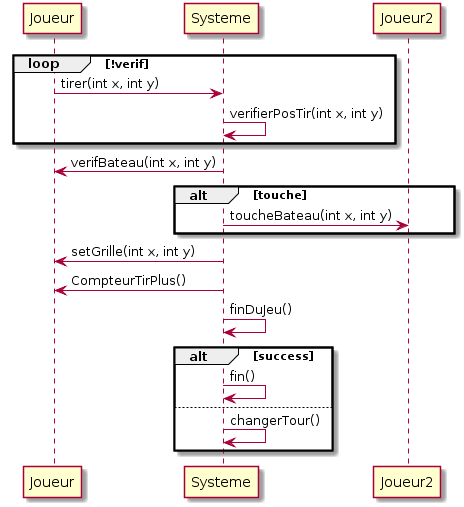 Joueur Systeme Joueur2
loop [!verif]
tirer(int x, int y)
verifierPosTir(int x, int y)
verifBateau(int x, int y)
alt [touche]
toucheBateau(int x, int y)
setGrille(int x, int y)
CompteurTirPlus()
finDuJeu()
alt [success]
fin()
changerTour()
Joueur Systeme Joueur2